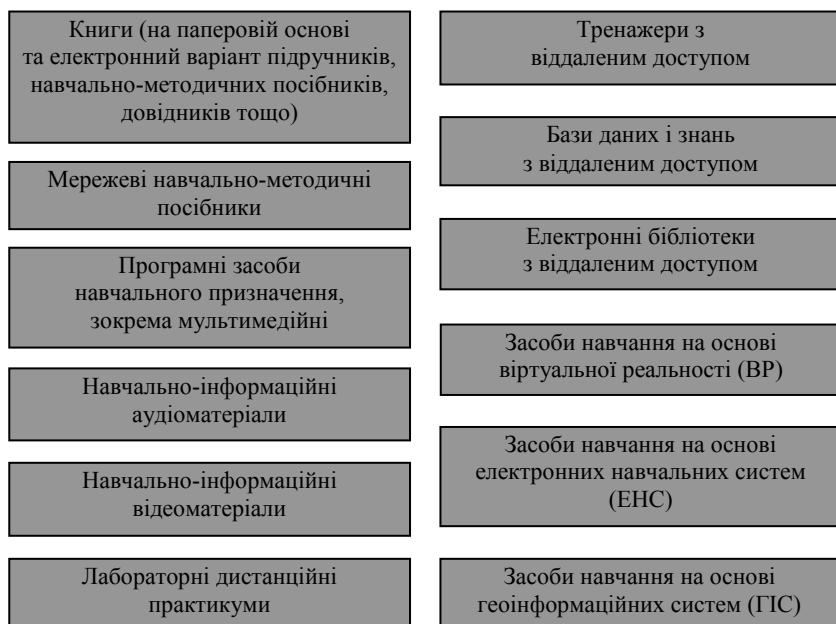 Книги (на паперовій основі
та електронний варіант підручників,
навчально-методичних посібників,
довідників тощо)
Мережеві навчально-методичні
посібники
Програмні засоби
навчального призначення,
зокрема мультимедійні
Навчально-інформаційні
аудіоматеріали
Навчально-інформаційні
відеоматеріали
Лабораторні дистанційні
практикуми
Тренажери з
віддаленим доступом
Бази даних і знань
з віддаленим доступом
Електронні бібліотеки
з віддаленим доступом
Засоби навчання на основі
віртуальної реальності (ВР)
Засоби навчання на основі
електронних навчальних систем
(ЕНС)
Засоби навчання на основі
геоінформаційних систем (ГІС)